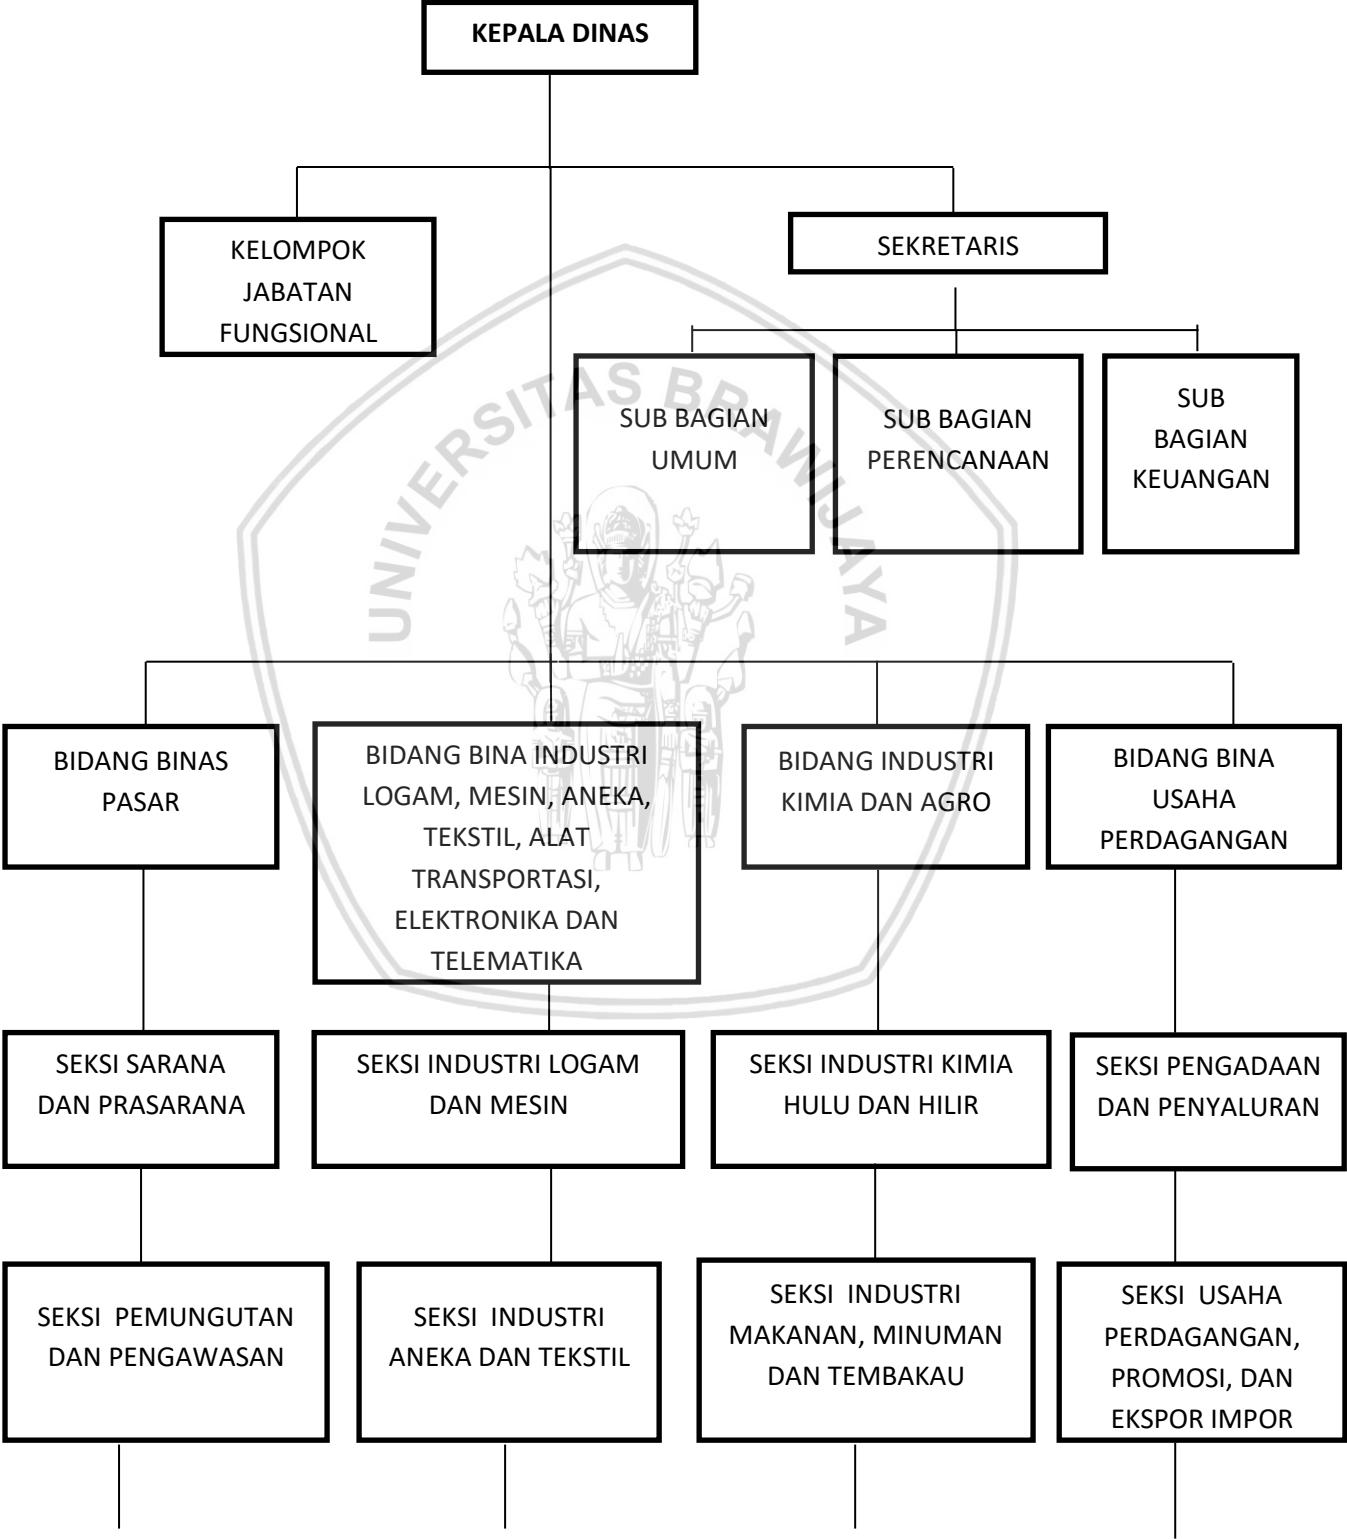 KEPALA DINAS
KELOMPOK
JABATAN
FUNGSIONAL
SEKRETARIS
SUB BAGIAN
UMUM
SUB BAGIAN
PERENCANAAN
SUB
BAGIAN
KEUANGAN
UNIVERSITAS BRAWIJAYA
BIDANG BINAS
PASAR
BIDANG BINA INDUSTRI
LOGAM, MESIN, ANEKA,
TEKSTIL, ALAT
TRANSPORTASI,
ELEKTRONIKA DAN
TELEMATIKA
BIDANG INDUSTRI
KIMIA DAN AGRO
BIDANG BINA
USAHA
PERDAGANGAN
SEKSI SARANA
DAN PRASARANA
SEKSI INDUSTRI LOGAM
DAN MESIN
SEKSI INDUSTRI KIMIA
HULU DAN HILIR
SEKSI PENGADAAN
DAN PENYALURAN
SEKSI  PEMUNGUTAN
DAN PENGAWASAN
SEKSI  INDUSTRI
ANEKA DAN TEKSTIL
SEKSI  INDUSTRI
MAKANAN, MINUMAN
DAN TEMBAKAU
SEKSI  USAHA
PERDAGANGAN,
PROMOSI, DAN
EKSPOR IMPOR